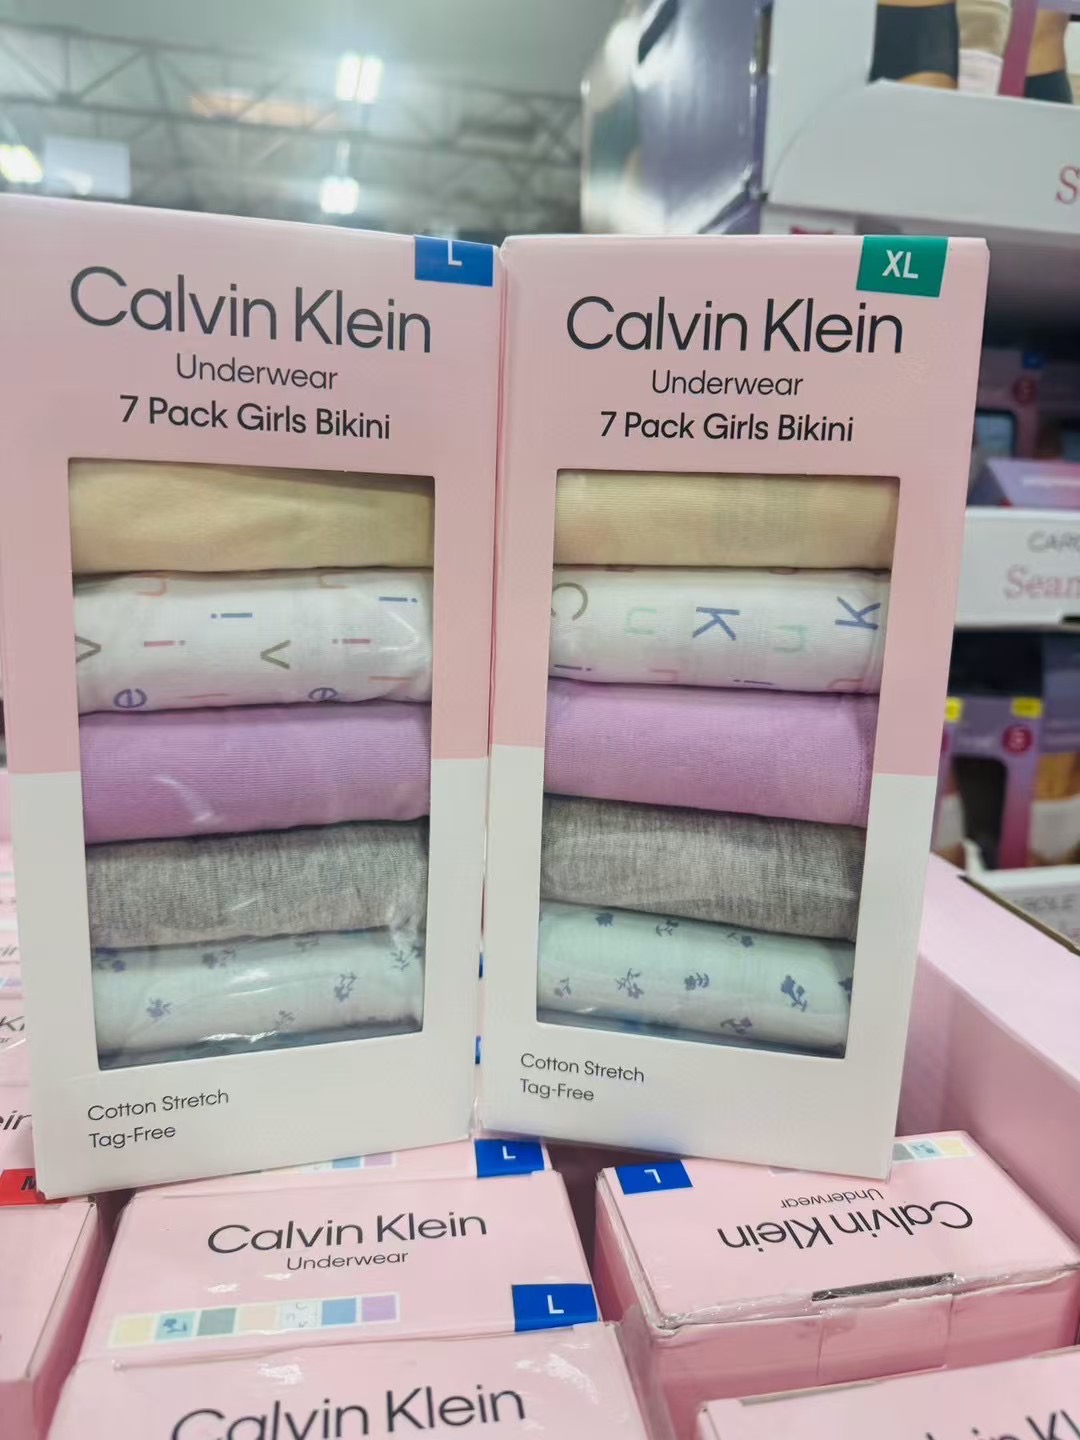 L
Calvin Klein
Underwear
7 Pack Girls Bikini
Cotton Stretch
Tag-Free
XL
Calvin Klein
Underwear
7 Pack Girls Bikini
Cotton Stretch
Tag-Free
L
Calvin Klein
Underwear
L
L
Calvin Klein
Underwear
Calvin Klein
M